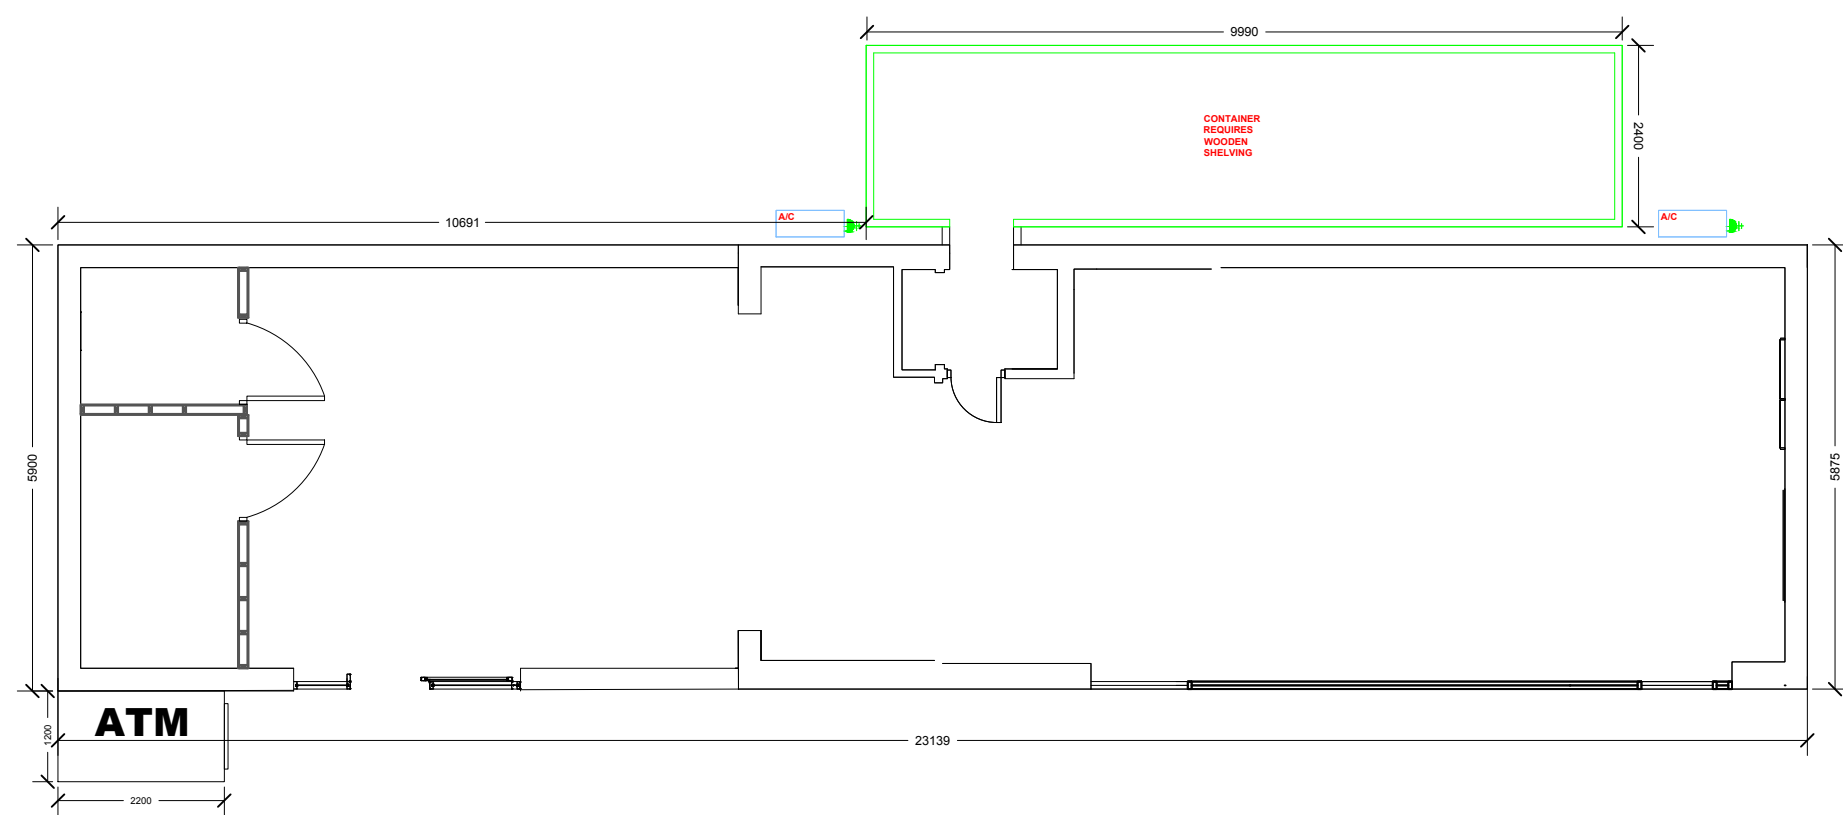 9990
CONTAINER
REQUIRES
WOODEN
SHELVING
2400
10691
A/C
A/C
5900
5875
ATM
1200
23139
2200